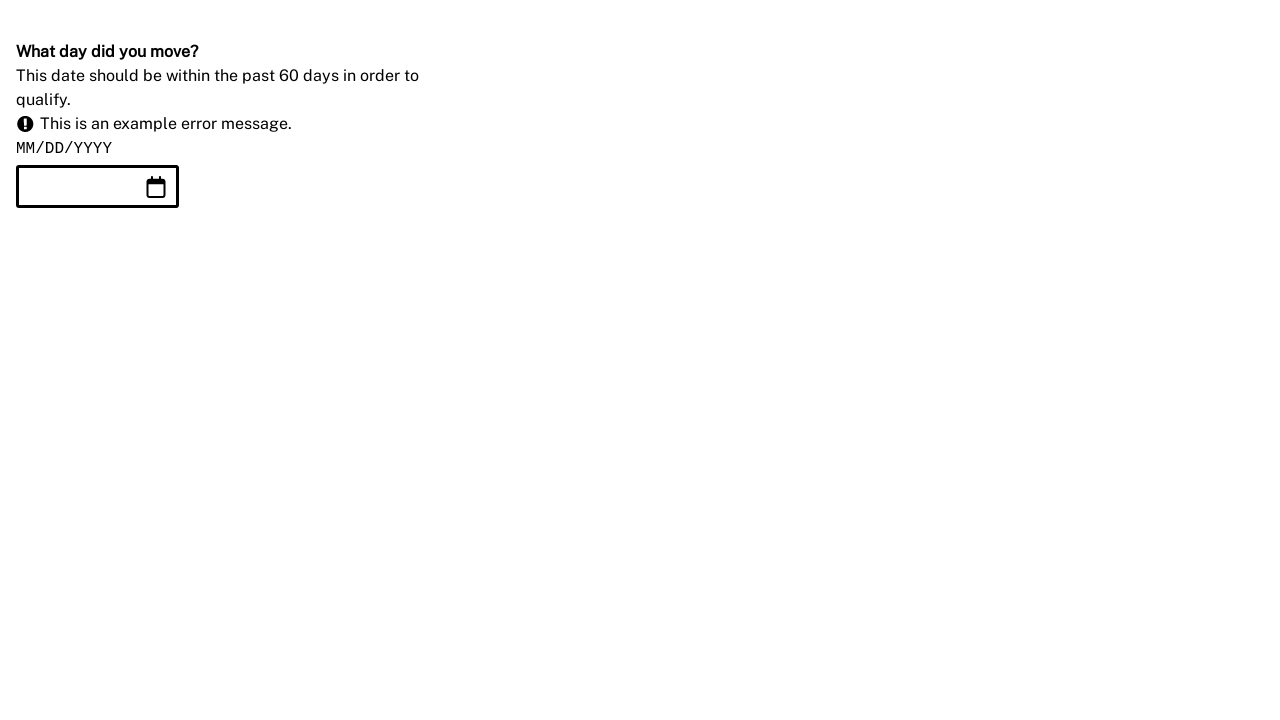 What day did you move?
This date should be within the past 60 days in order to
qualify.
This is an example error message.
MM/DD/YYYY